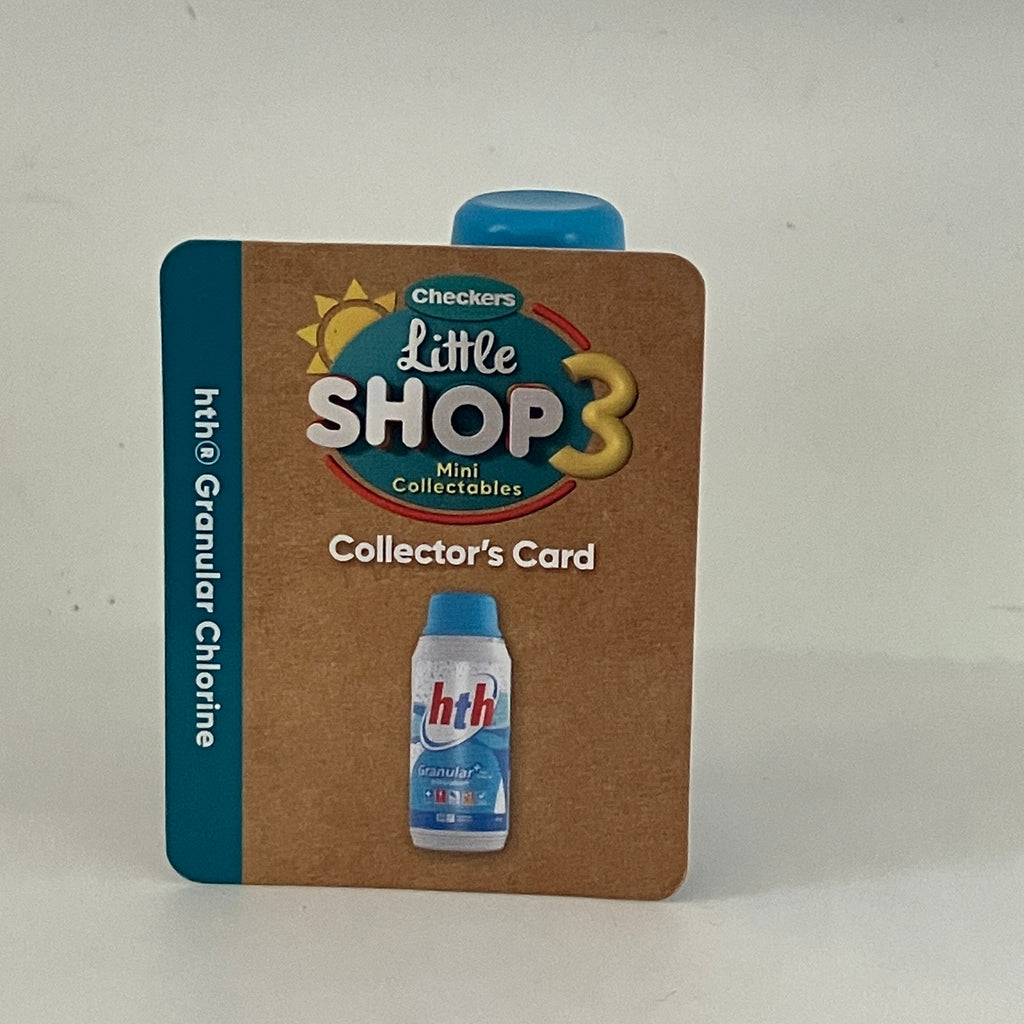 hth® Granular Chlorine
Checkers
Little
SHOP 3
Mini
Collectables
Collector's Card
hth
Granular+